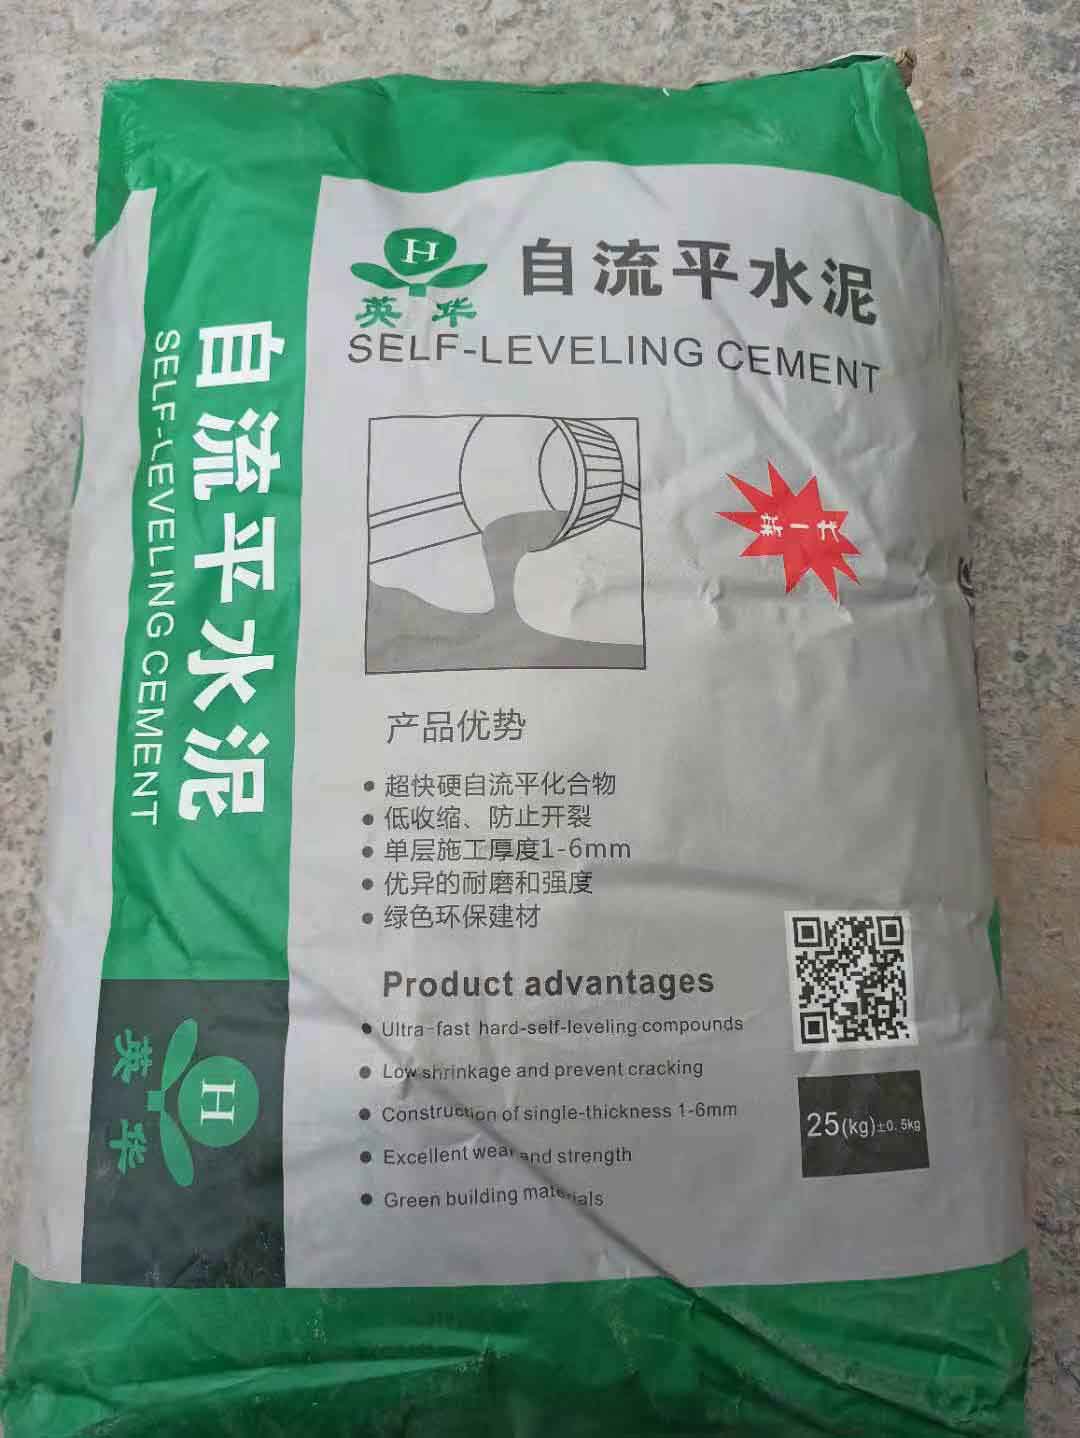 H
英华
自流平水泥
SELF-LEVELING CEMENT
自流平水泥
SELF-LEVELING CEMENT
产品优势
超快硬自流平化合物
低收缩、防止开裂
单层施工厚度1-6mm
优异的耐磨和强度
绿色环保建材
Product advantages
Ultra-fast hard-self-leveling compounds
Low shrinkage and prevent cracking
Construction of single-thickness 1-6mm
Excellent wear and strength
Green building materials
25(kg)±0.5kg
H
英华